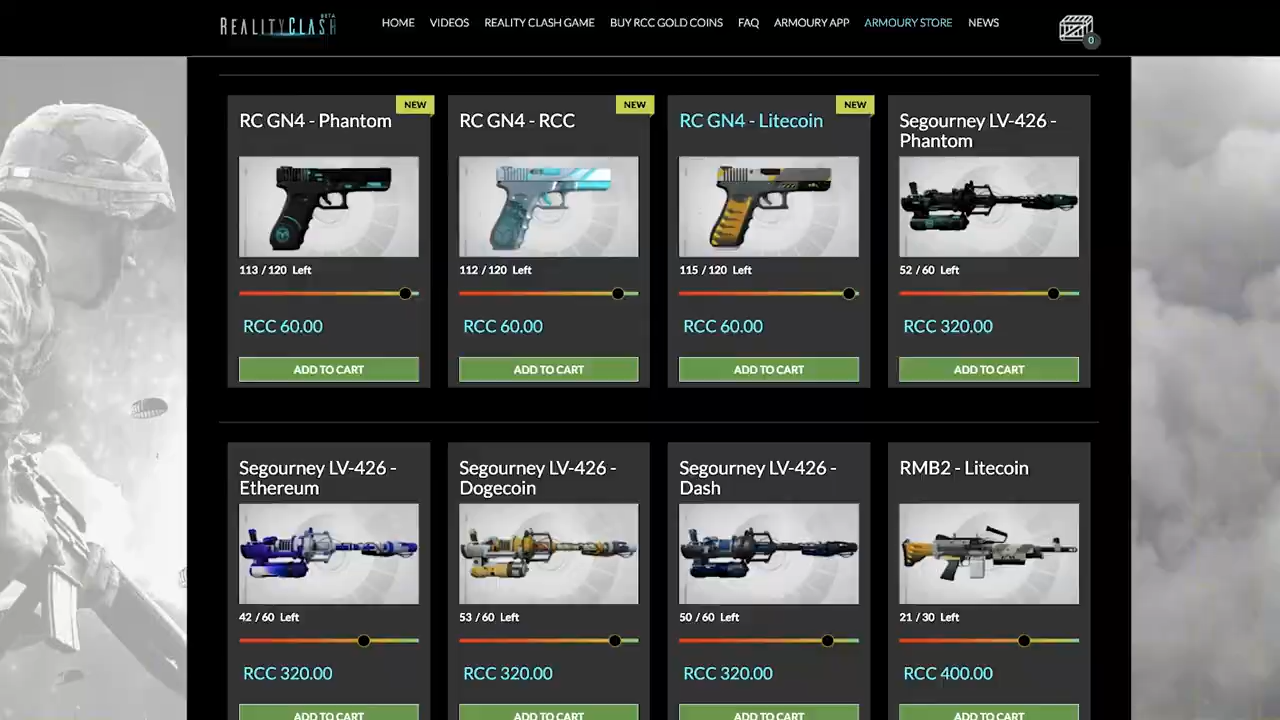 REALITYCLASH BETA
HOME VIDEOS REALITY CLASH GAME BUY RCC GOLD COINS FAQ ARMOURY APP ARMOURY STORE NEWS
0
NEW
RC GN4 - Phantom
113 / 120 Left
RCC 60.00
ADD TO CART
NEW
RC GN4 - RCC
112 / 120 Left
RCC 60.00
ADD TO CART
NEW
RC GN4 - Litecoin
115 / 120 Left
RCC 60.00
ADD TO CART
Segourney LV-426 -
Phantom
52 / 60 Left
RCC 320.00
ADD TO CART
Segourney LV-426 -
Ethereum
42 / 60 Left
RCC 320.00
ADD TO CART
Segourney LV-426 -
Dogecoin
53 / 60 Left
RCC 320.00
ADD TO CART
Segourney LV-426 -
Dash
50 / 60 Left
RCC 320.00
ADD TO CART
RMB2 - Litecoin
21 / 30 Left
RCC 400.00
ADD TO CART